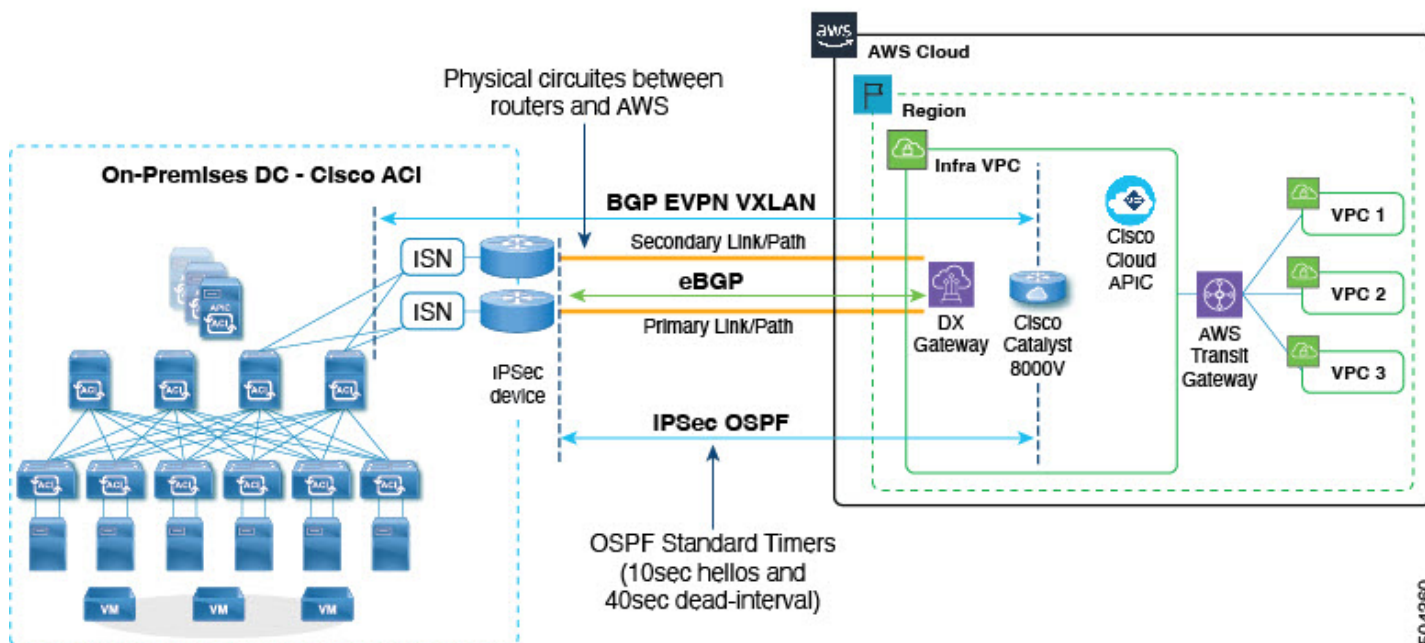 aws
AWS Cloud
Physical circuites between
routers and AWS
Region
On-Premises DC - Cisco ACI
Infra VPC
BGP EVPN VXLAN
VPC 1
Secondary Link/Path
Cisco
Cloud
APIC
ISN
eBGP
VPC 2
ISN
APIC
ACI
Primary Link/Path
DX
Gateway
Cisco
Catalyst
8000V
AWS
Transit
Gateway
VPC 3
ACI
ACI
ACI
ACI
IPSec
device
IPSec OSPF
ACI
ACI
ACI
ACI
ACI
ACI
OSPF Standard Timers
(10sec hellos and
40sec dead-interval)
VM
VM
VM